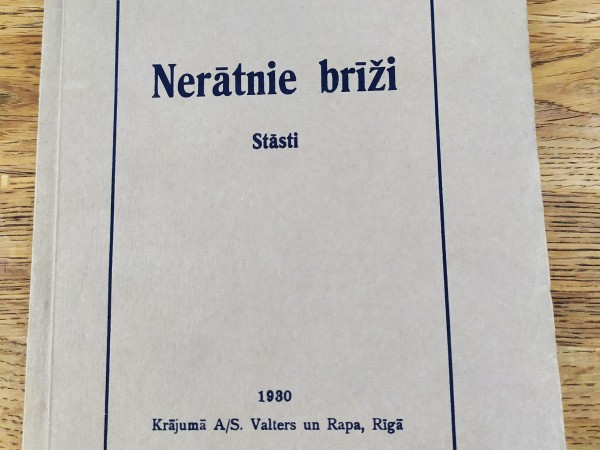 Nerātnie brīži
Stāsti
1930
Krājumā A/S. Valters un Rapa, Rīgā